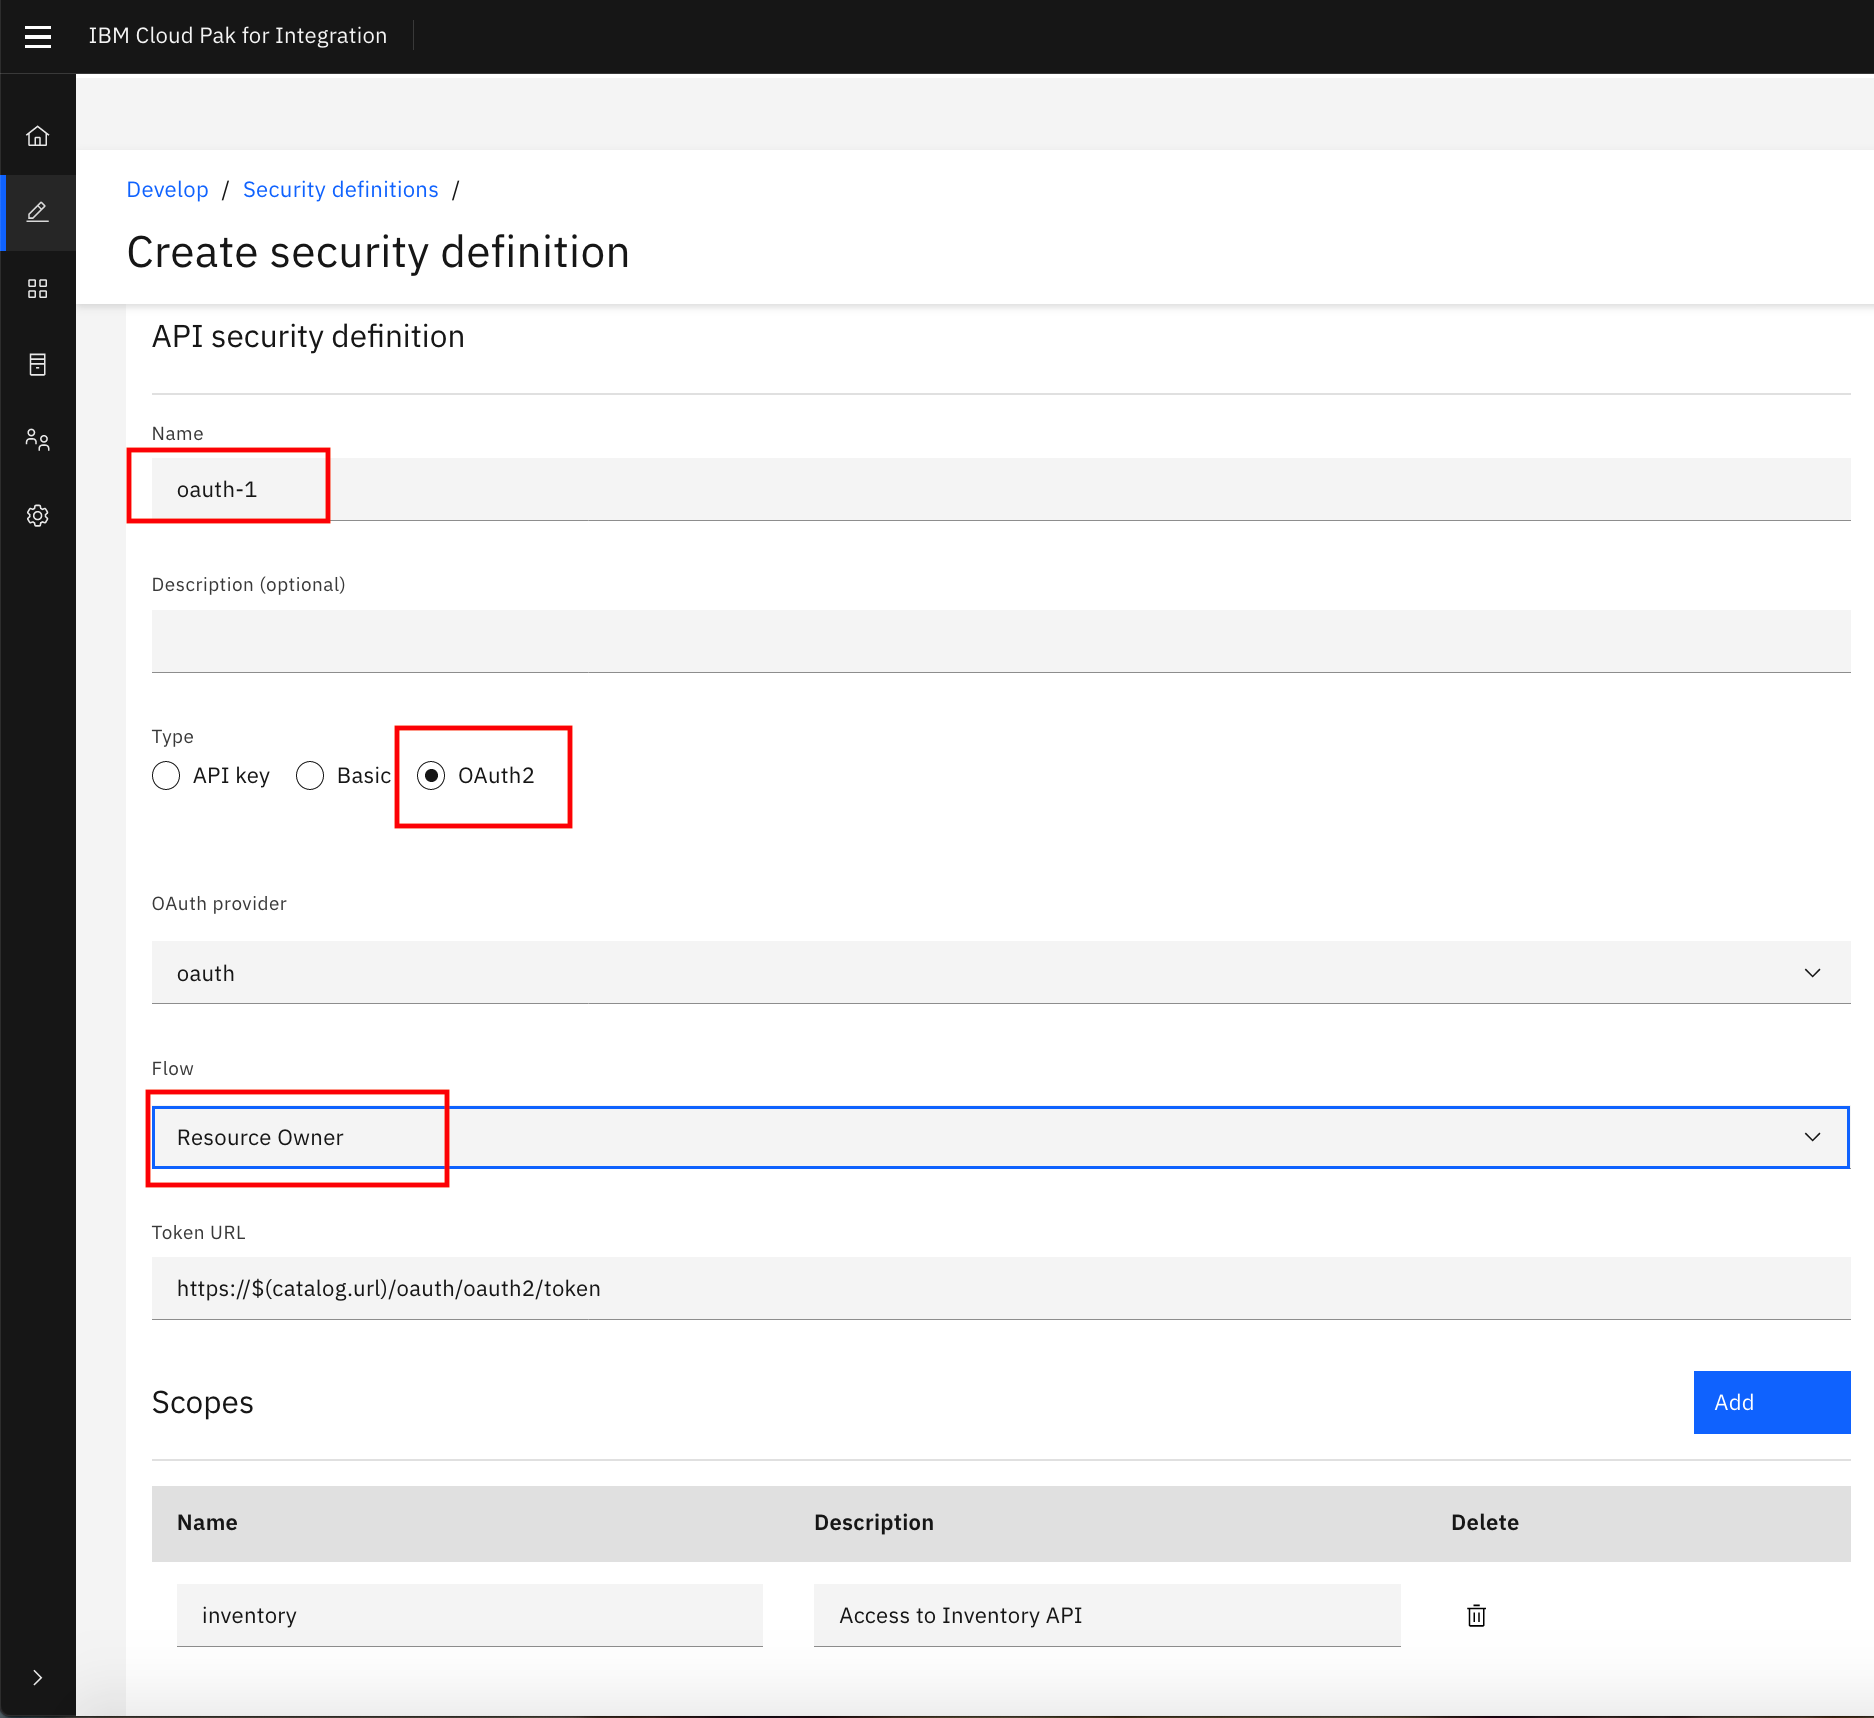 IBM Cloud Pak for Integration
Develop / Security definitions /
Create security definition
API security definition
Name
oauth-1
Description (optional)
Type
API key Basic OAuth2
OAuth provider
oauth
Flow
Resource Owner
Token URL
https://$(catalog.url)/oauth/oauth2/token
Scopes Add
Name Description Delete
inventory Access to Inventory API